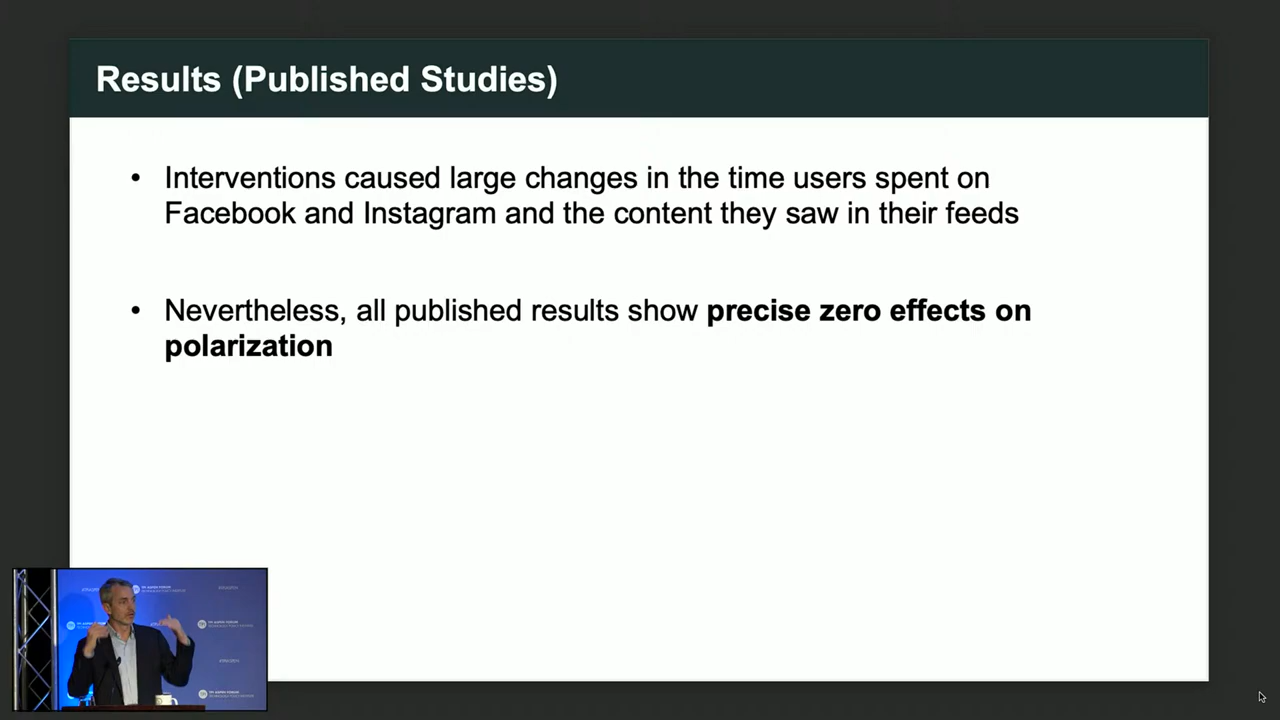 Results (Published Studies)
• Interventions caused large changes in the time users spent on
Facebook and Instagram and the content they saw in their feeds
• Nevertheless, all published results show precise zero effects on
polarization